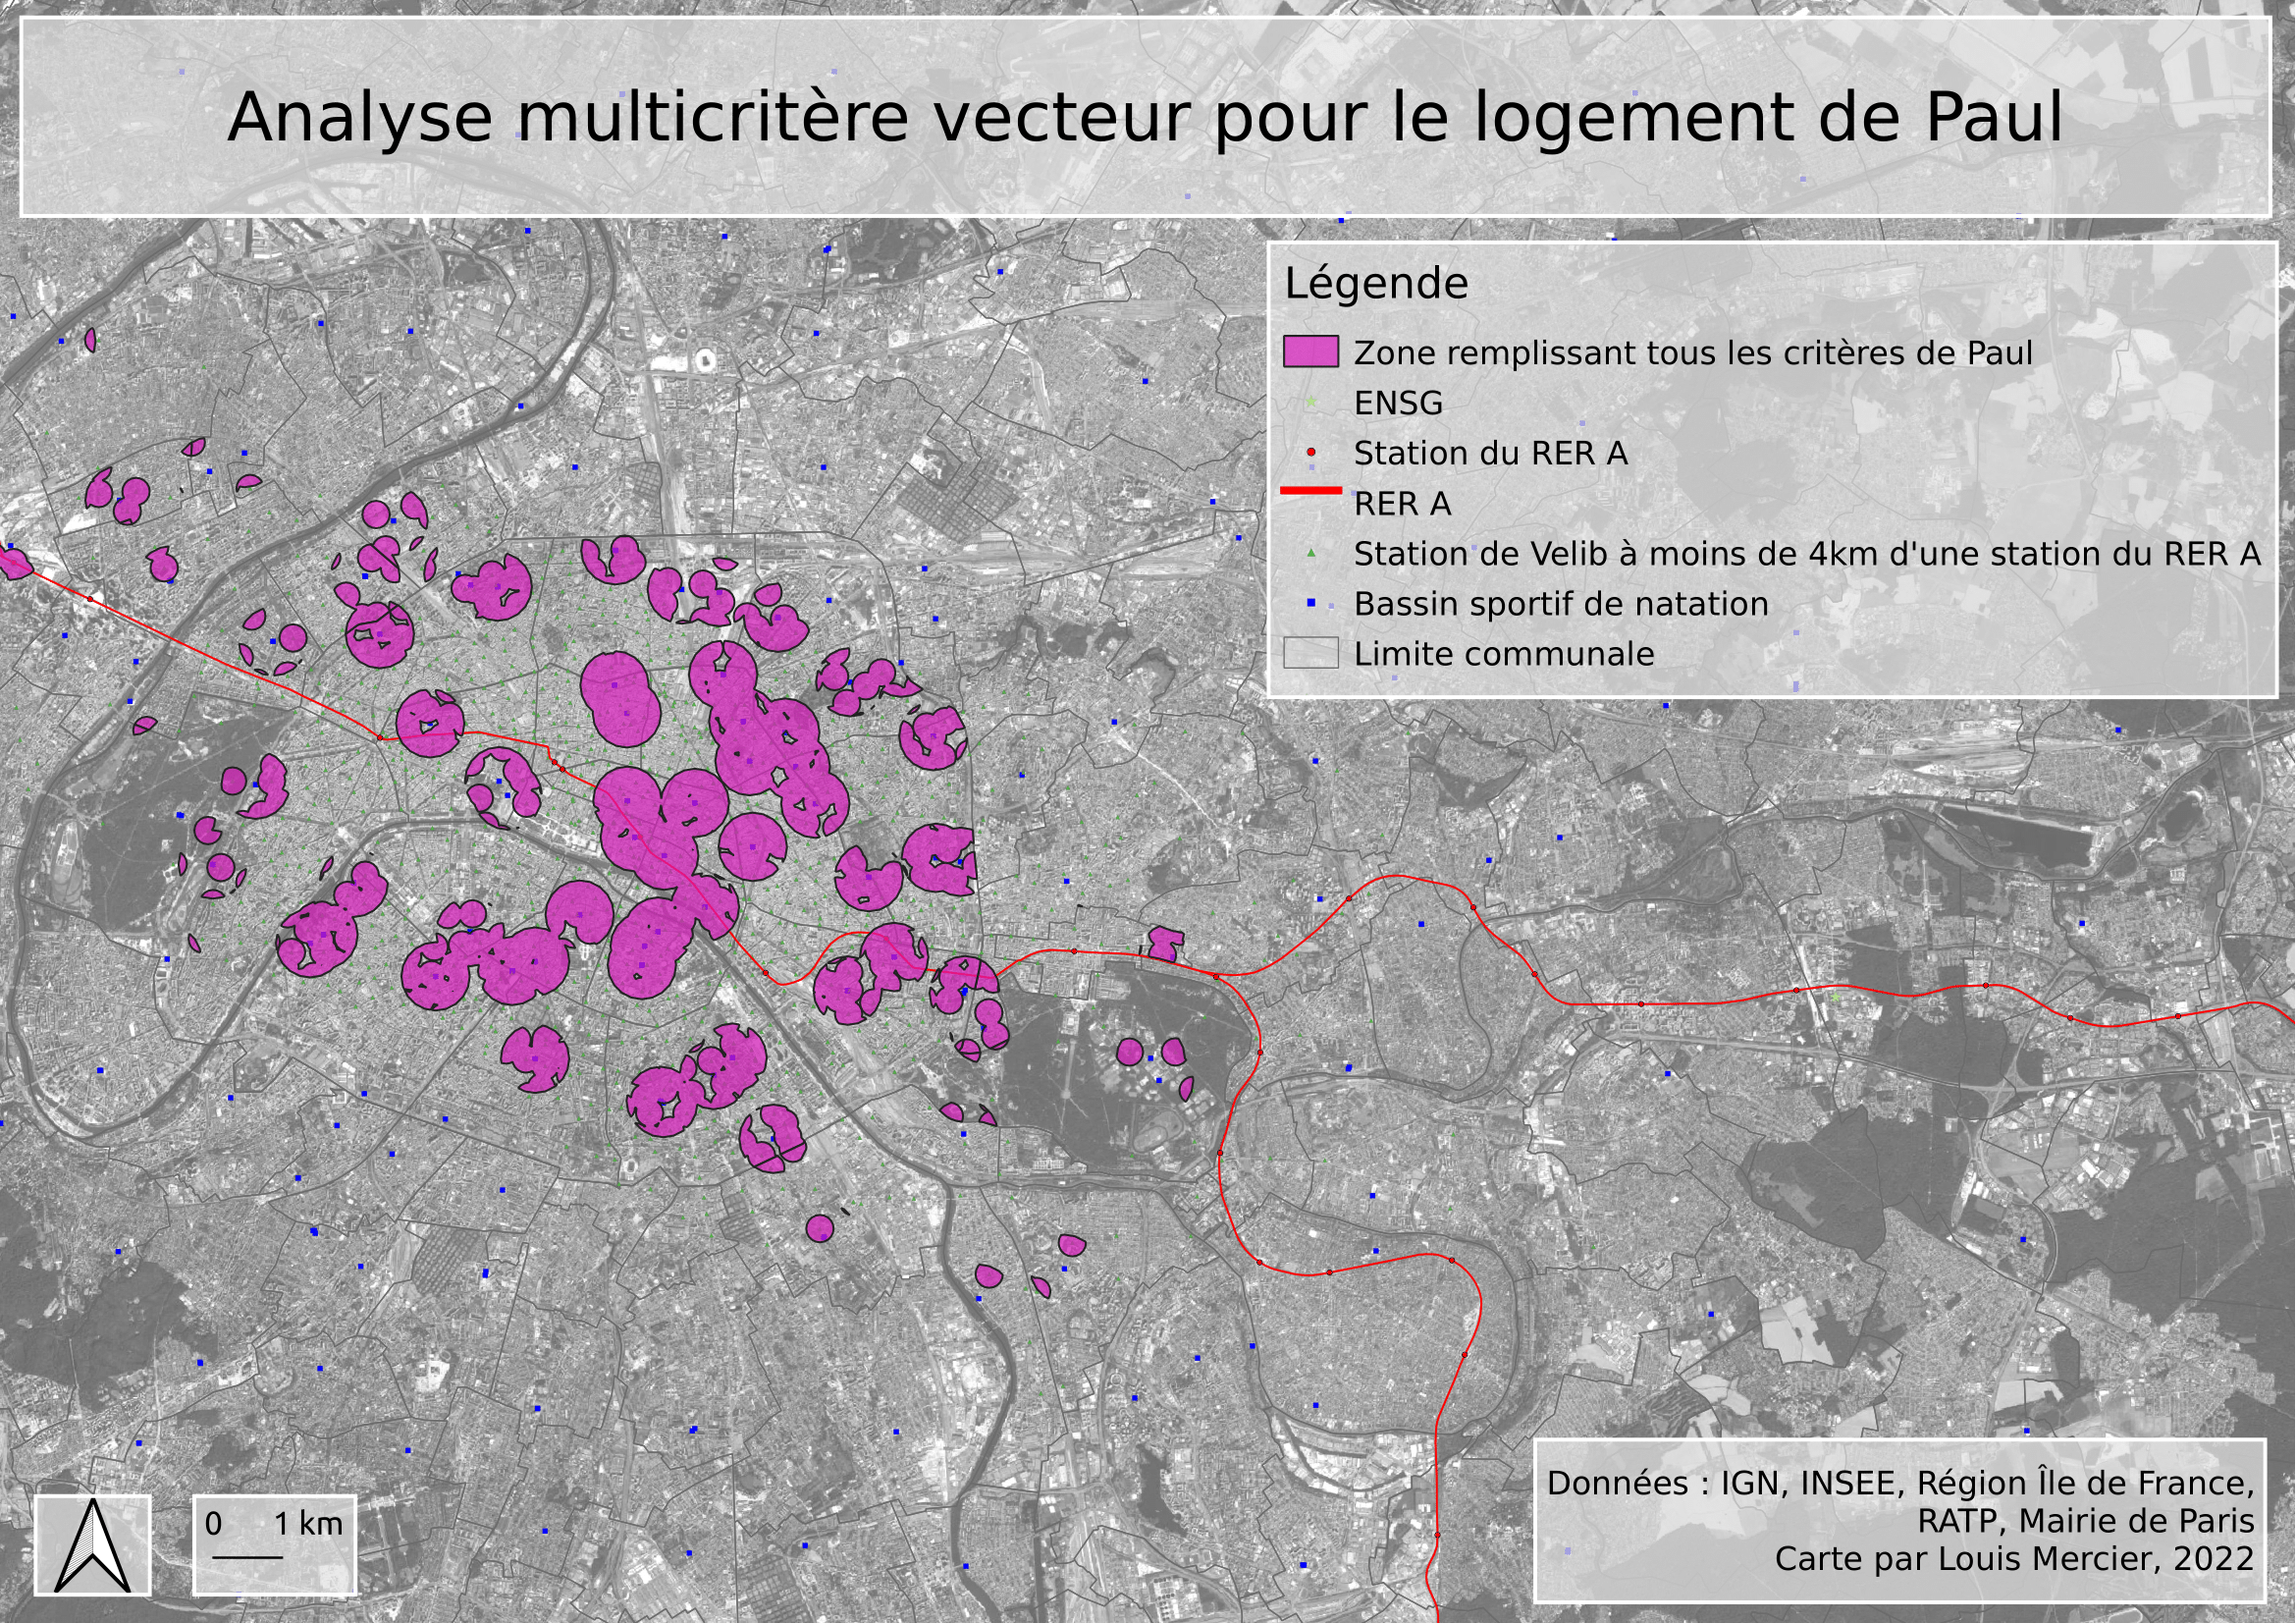 Analyse multicritère vecteur pour le logement de Paul
Légende
Zone remplissant tous les critères de Paul
ENSG
Station du RER A
RER A
Station de Velib à moins de 4km d'une station du RER A
Bassin sportif de natation
Limite communale
0 1 km
Données : IGN, INSEE, Région Île de France,
RATP, Mairie de Paris
Carte par Louis Mercier, 2022